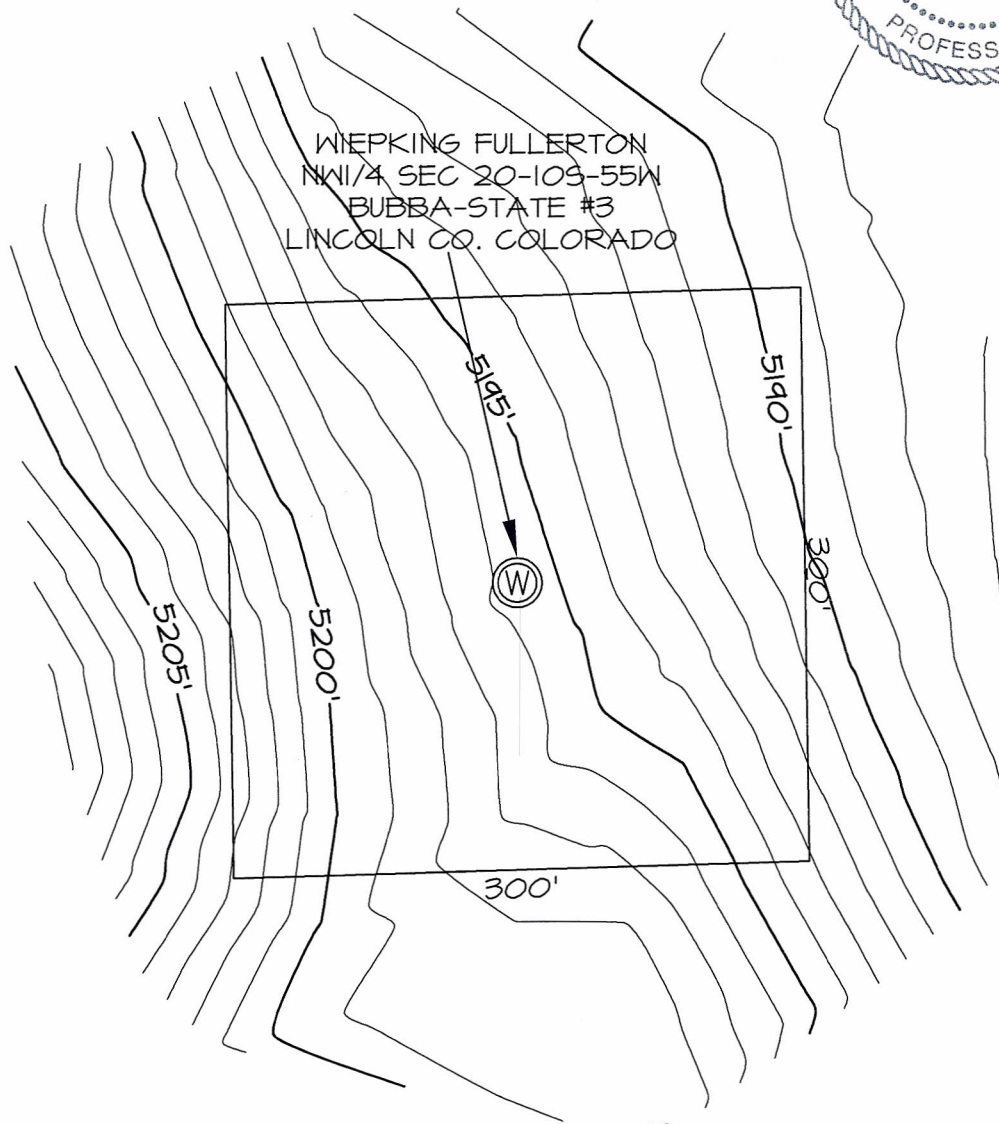 PROFESS
WIEPKING FULLERTON
NW1/4 SEC 20-10S-55W
BUBBA-STATE #3
LINCOLN CO. COLORADO
5195'
5190'
W
300'
5205'
5200'
300'